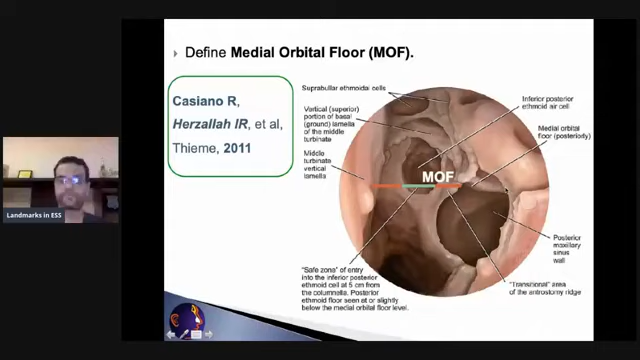 Define Medial Orbital Floor (MOF).
Casiano R,
Herzallah IR, et al,
Thieme, 2011
Suprabullar ethmoidal cells
Vertical (superior)
portion of basal
(ground) lamella
of the middle
turbinate
Middle
turbinate
vertical
lamella
Inferior posterior
ethmoid air cell
Medial orbital
floor (posteriorly)
MOF
Posterior
maxillary
sinus
wall
"Safe zone" of entry
into the inferior posterior
ethmoid cell at 5 cm from
the columnella. Posterior
ethmoid floor seen at or slightly
below the medial orbital floor level.
"Transitional" area
of the antrostomy ridge
Landmarks in ESS